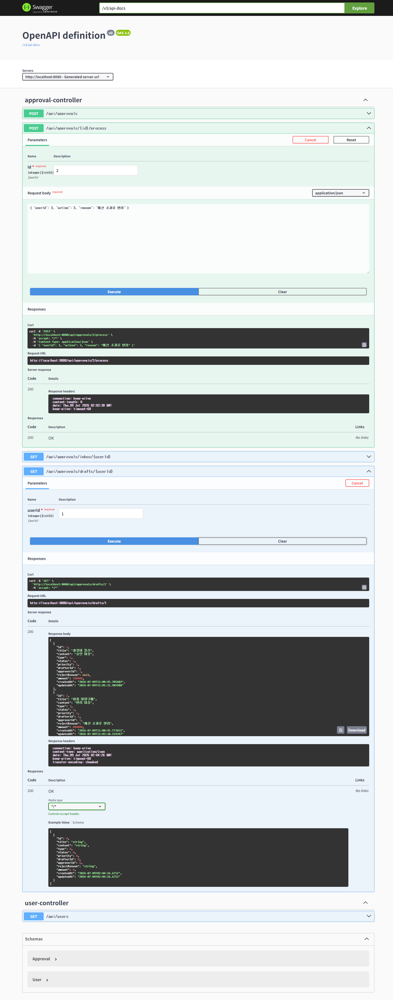 Swagger
Supported by SMARTBEAR
/v3/api-docs
Explore
OpenAPI definition
v0
OAS 3.0
/v3/api-docs
Servers
http://localhost:8080 - Generated server url
approval-controller
POST
/api/approvals
POST
/api/approvals/{id}/process
Parameters
Cancel
Reset
Name
Description
id * required
integer($int64)
(path)
2
Request body required
application/json
{ "userId": 3, "action": 3, "reason": "예산 초과로 반려" }
Execute
Clear
Responses
Curl
curl -X 'POST' \
'http://localhost:8080/api/approvals/2/process' \
-H 'accept: */*' \
-H 'Content-Type: application/json' \
-d '{ "userId": 3, "action": 3, "reason": "예산 초과로 반려" }'
Request URL
http://localhost:8080/api/approvals/2/process
Server response
Code
Details
200
Response headers
connection: keep-alive
content-length: 0
date: Thu,09 Jul 2026 02:03:38 GMT
keep-alive: timeout=60
Responses
Code
Description
Links
200
OK
No links
GET
/api/approvals/inbox/{userId}
GET
/api/approvals/drafts/{userId}
Parameters
Cancel
Name
Description
userId * required
integer($int64)
(path)
1
Execute
Clear
Responses
Curl
curl -X 'GET' \
'http://localhost:8080/api/approvals/drafts/1' \
-H 'accept: */*'
Request URL
http://localhost:8080/api/approvals/drafts/1
Server response
Code
Details
200
Response body
[
{
"id": 1,
"title": "출장비 정산",
"content": "승인 대상",
"type": 1,
"status": 2,
"priority": 2,
"drafterId": 1,
"approverId": 2,
"rejectReason": null,
"amount": 500000,
"createdAt": "2026-07-09T11:00:45.705684",
"updatedAt": "2026-07-09T11:01:31.981988"
},
{
"id": 2,
"title": "비품 대량구매",
"content": "반려 대상",
"type": 3,
"status": 3,
"priority": 2,
"drafterId": 1,
"approverId": 3,
"rejectReason": "예산 초과로 반려",
"amount": 800000,
"createdAt": "2026-07-09T11:00:45.773651",
"updatedAt": "2026-07-09T11:03:38.214347"
Download
Response headers
connection: keep-alive
content-type: application/json
date: Thu,09 Jul 2026 02:04:26 GMT
keep-alive: timeout=60
transfer-encoding: chunked
Responses
Code
Description
Links
200
OK
No links
Media type
*/*
Controls Accept header.
Example Value
Schema
[
{
"id": 0,
"title": "string",
"content": "string",
"type": 0,
"status": 0,
"priority": 0,
"drafterId": 0,
"approverId": 0,
"rejectReason": "string",
"amount": 0,
"createdAt": "2026-07-09T02:04:26.675Z",
"updatedAt": "2026-07-09T02:04:26.675Z"
}
]
user-controller
GET
/api/users
Schemas
Approval
User